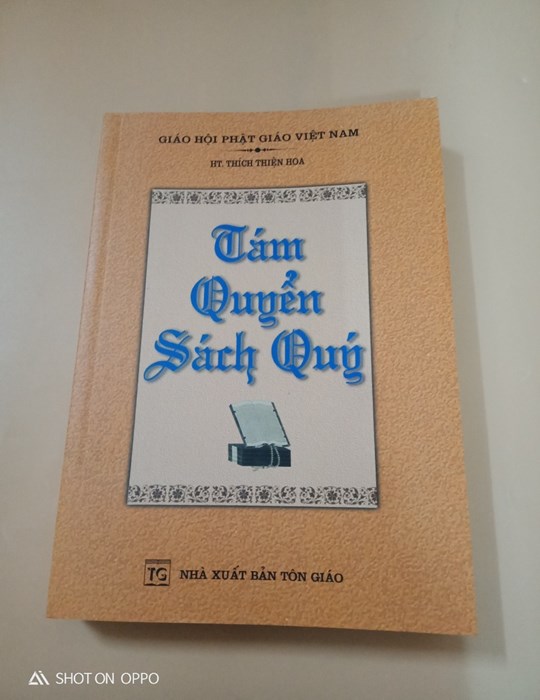 GIÁO HỘI PHẬT GIÁO VIỆT NAM
HT. THÍCH THIỆN HÓA
Tám
Quyển
Sách Quý
TG NHÀ XUẤT BẢN TÔN GIÁO
SHOT ON OPPO